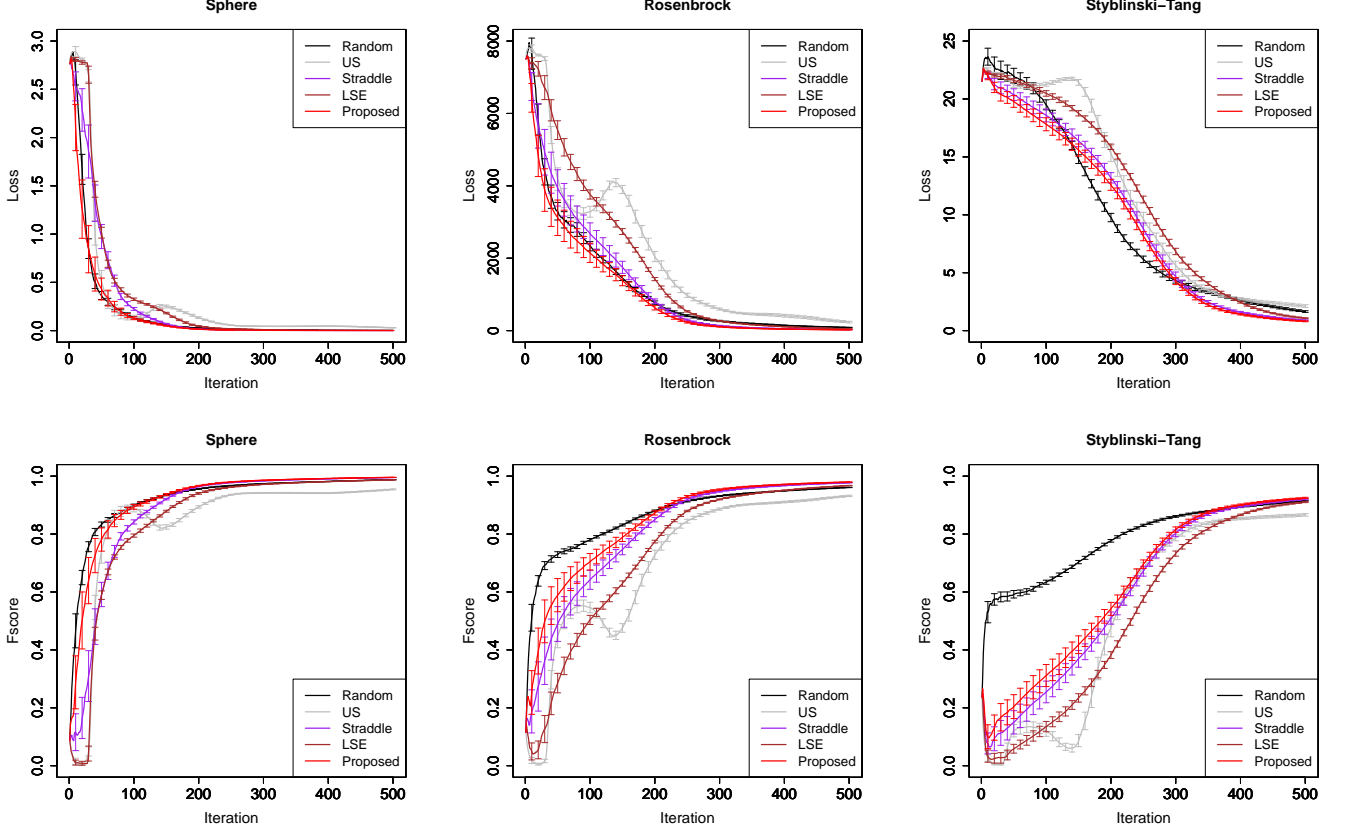 Sphere
Loss
3.0
2.5
2.0
1.5
1.0
0.5
0.0
0 100 200 300 400 500
Iteration
Random
US
Straddle
LSE
Proposed
Rosenbrock
Loss
8000
6000
4000
2000
0
0 100 200 300 400 500
Iteration
Random
US
Straddle
LSE
Proposed
Styblinski−Tang
Loss
25
20
15
10
5
0
0 100 200 300 400 500
Iteration
Random
US
Straddle
LSE
Proposed
Sphere
Fscore
1.0
0.8
0.6
0.4
0.2
0.0
0 100 200 300 400 500
Iteration
Random
US
Straddle
LSE
Proposed
Rosenbrock
Fscore
1.0
0.8
0.6
0.4
0.2
0.0
0 100 200 300 400 500
Iteration
Random
US
Straddle
LSE
Proposed
Styblinski−Tang
Fscore
1.0
0.8
0.6
0.4
0.2
0.0
0 100 200 300 400 500
Iteration
Random
US
Straddle
LSE
Proposed